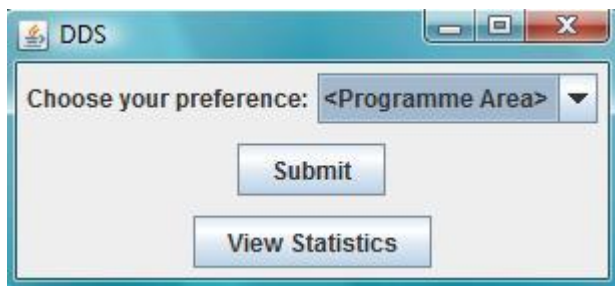 DDS
Choose your preference: <Programme Area>
Submit
View Statistics